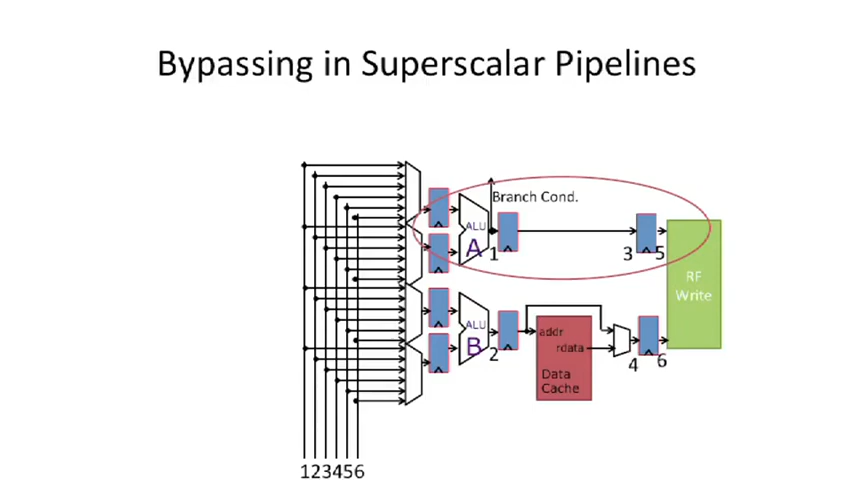 Bypassing in Superscalar Pipelines
Branch Cond.
ALU
A
1
3
5
RF
Write
ALU
B
2
addr
rdata
Data
Cache
4
6
123456